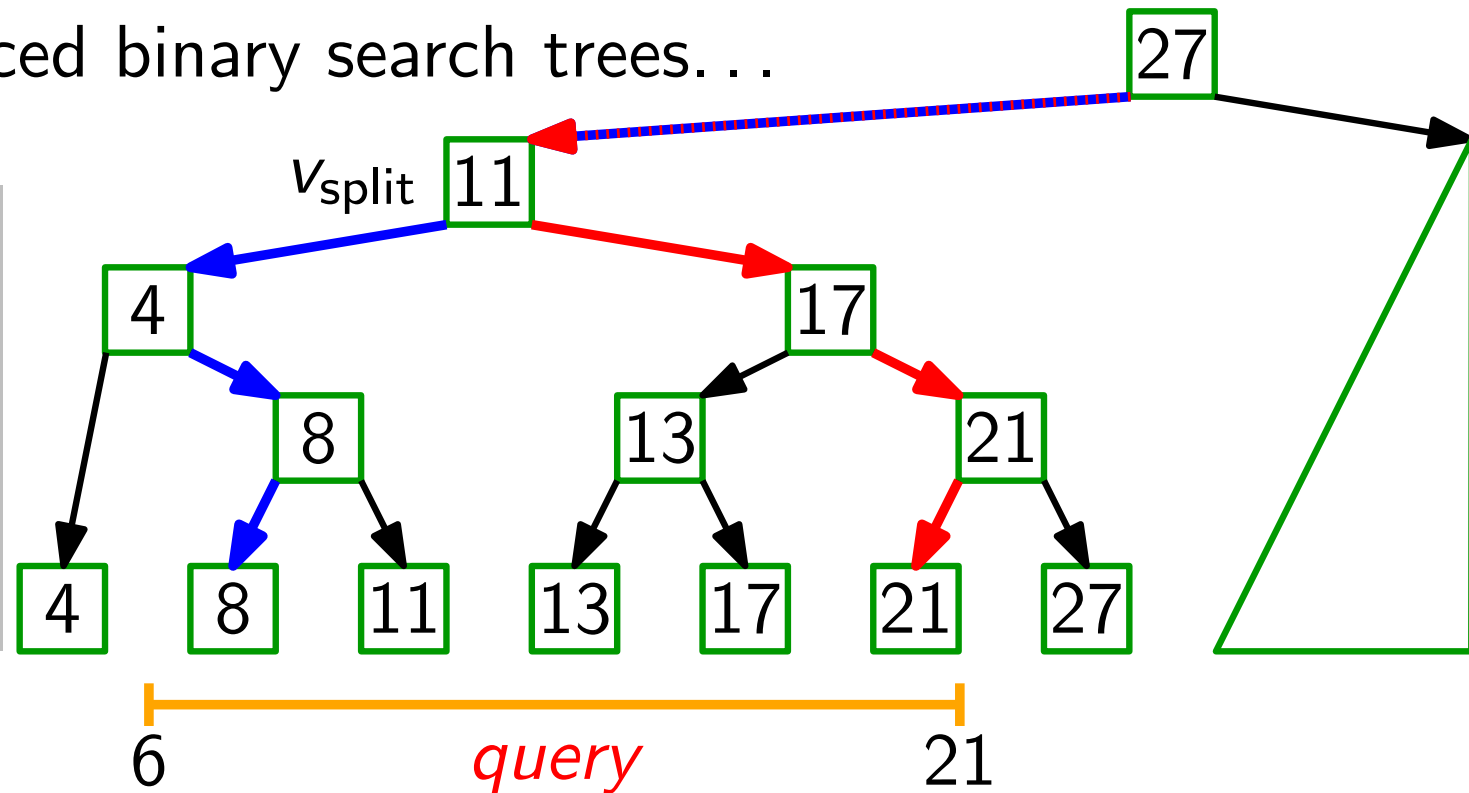 ced binary search trees...
27
v_split 11
4 17
8 13 21
4 8 11 13 17 21 27
6 query 21